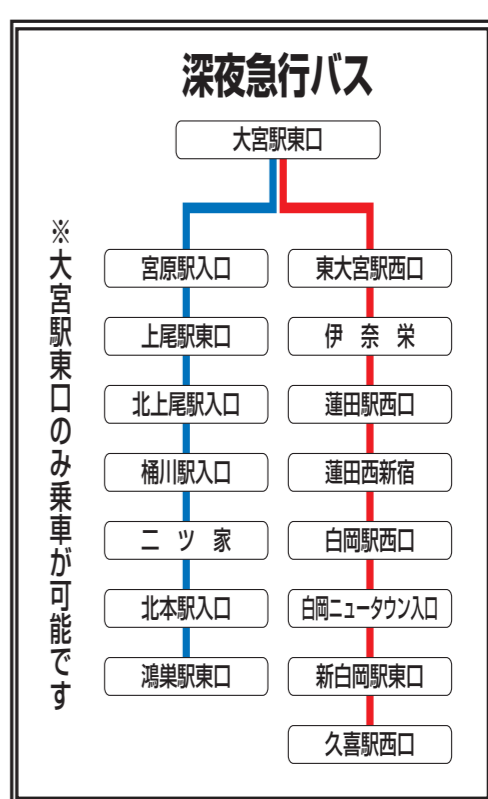 深夜急行バス
大宮駅東口
※大宮駅東口のみ乗車が可能です
宮原駅入口
上尾駅東口
北上尾駅入口
桶川駅入口
二ツ家
北本駅入口
鴻巣駅東口
東大宮駅西口
伊奈栄
蓮田駅西口
蓮田西新宿
白岡駅西口
白岡ニュータウン入口
新白岡駅東口
久喜駅西口